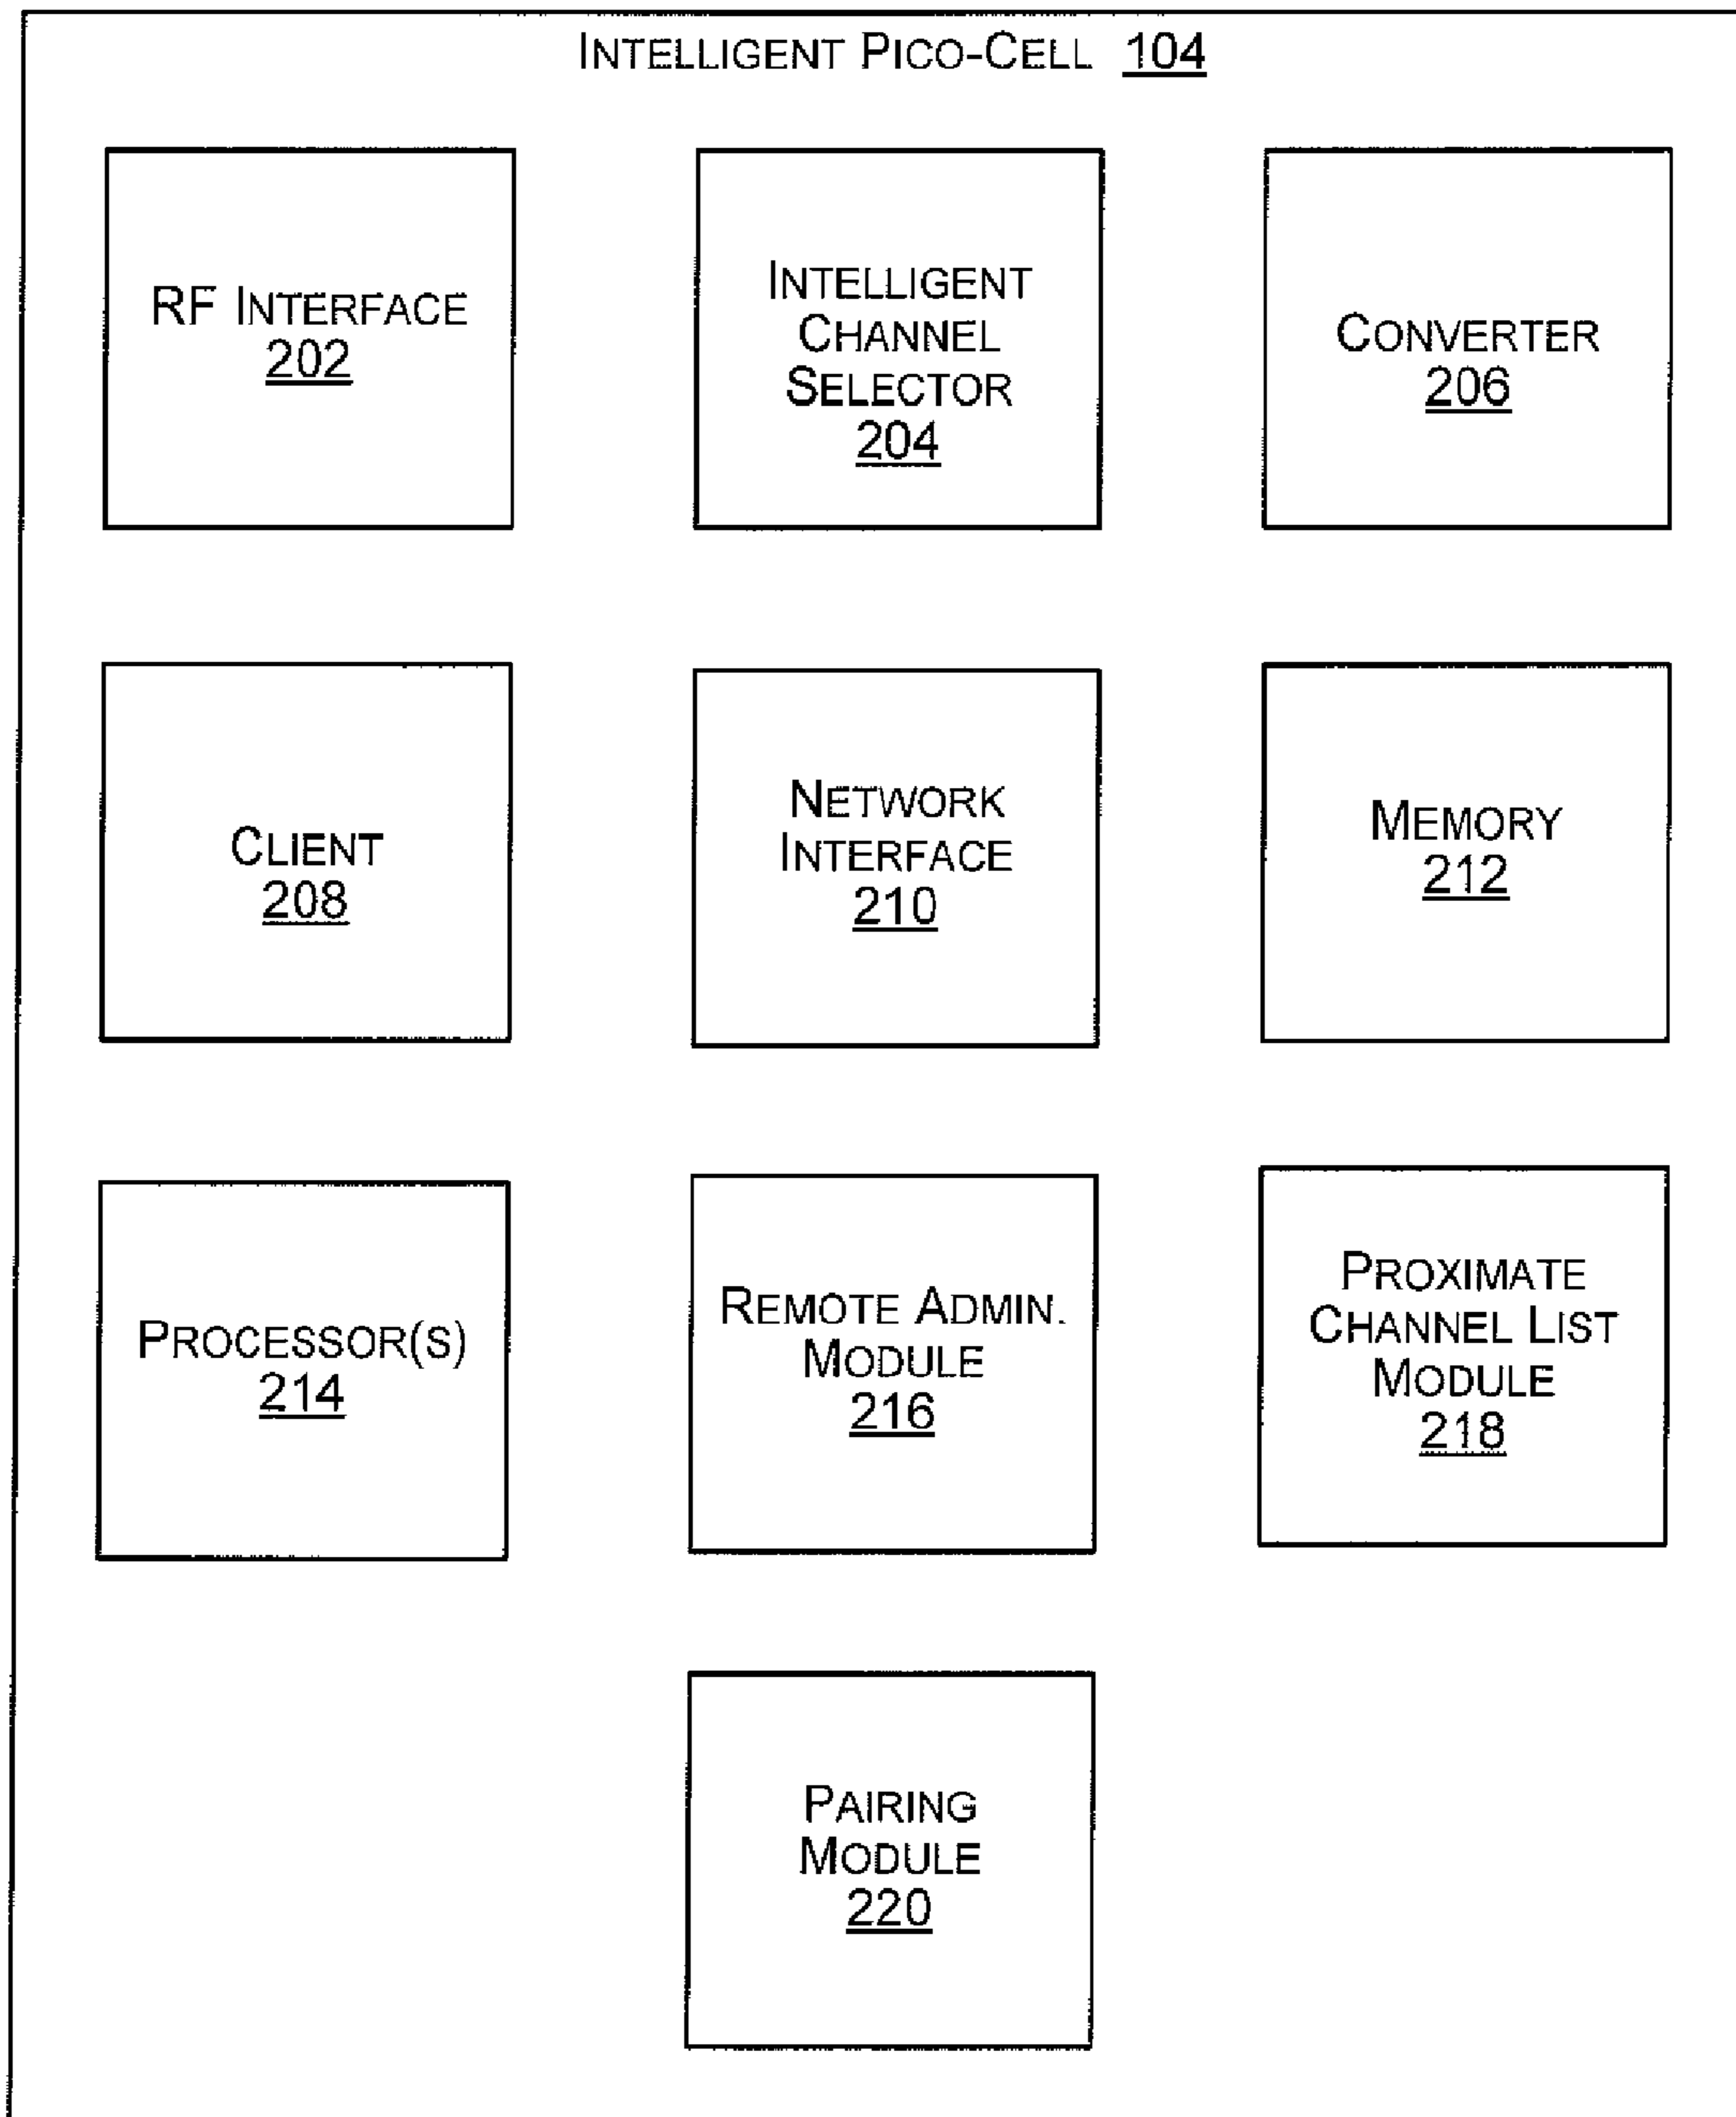 INTELLIGENT PICO-CELL 104
RF INTERFACE
202
INTELLIGENT
CHANNEL
SELECTOR
204
CONVERTER
206
CLIENT
208
NETWORK
INTERFACE
210
MEMORY
212
PROCESSOR(S)
214
REMOTE ADMIN.
MODULE
216
PROXIMATE
CHANNEL LIST
MODULE
218
PAIRING
MODULE
220